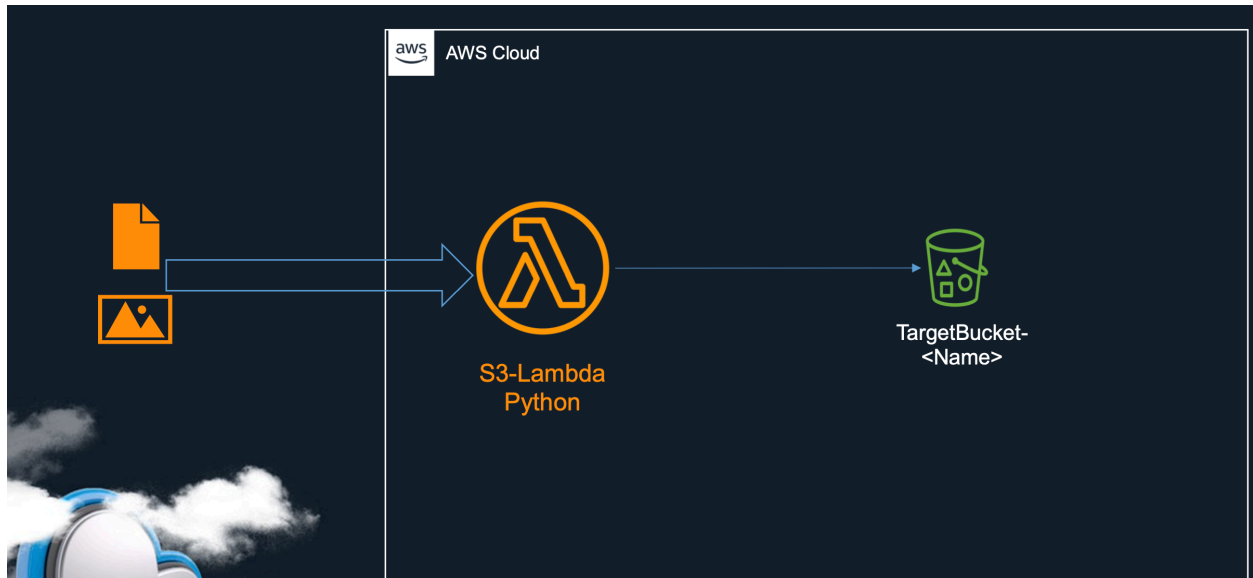 aws
AWS Cloud
S3-Lambda
Python
TargetBucket-
<Name>